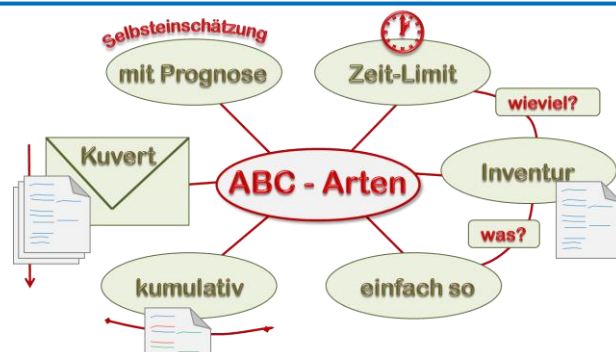 Selbsteinschätzung
mit Prognose
Zeit-Limit
wieviel?
Kuvert
ABC - Arten
Inventur
was?
kumulativ
einfach so